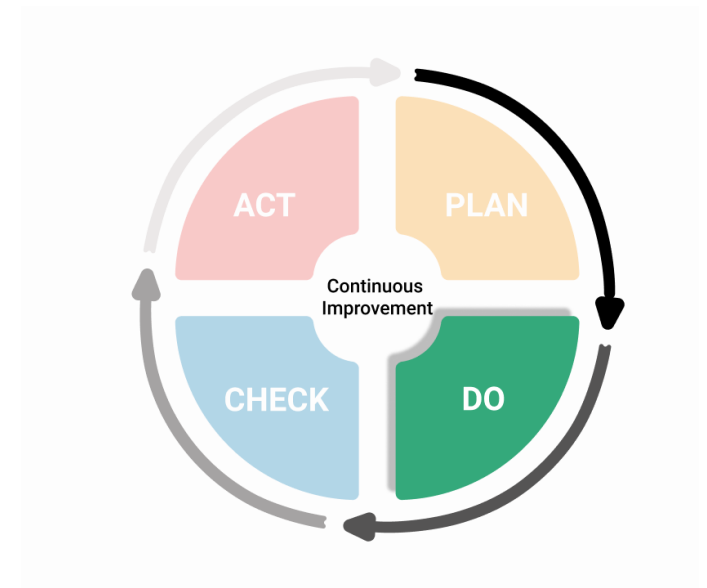 ACT
PLAN
Continuous
Improvement
CHECK
DO